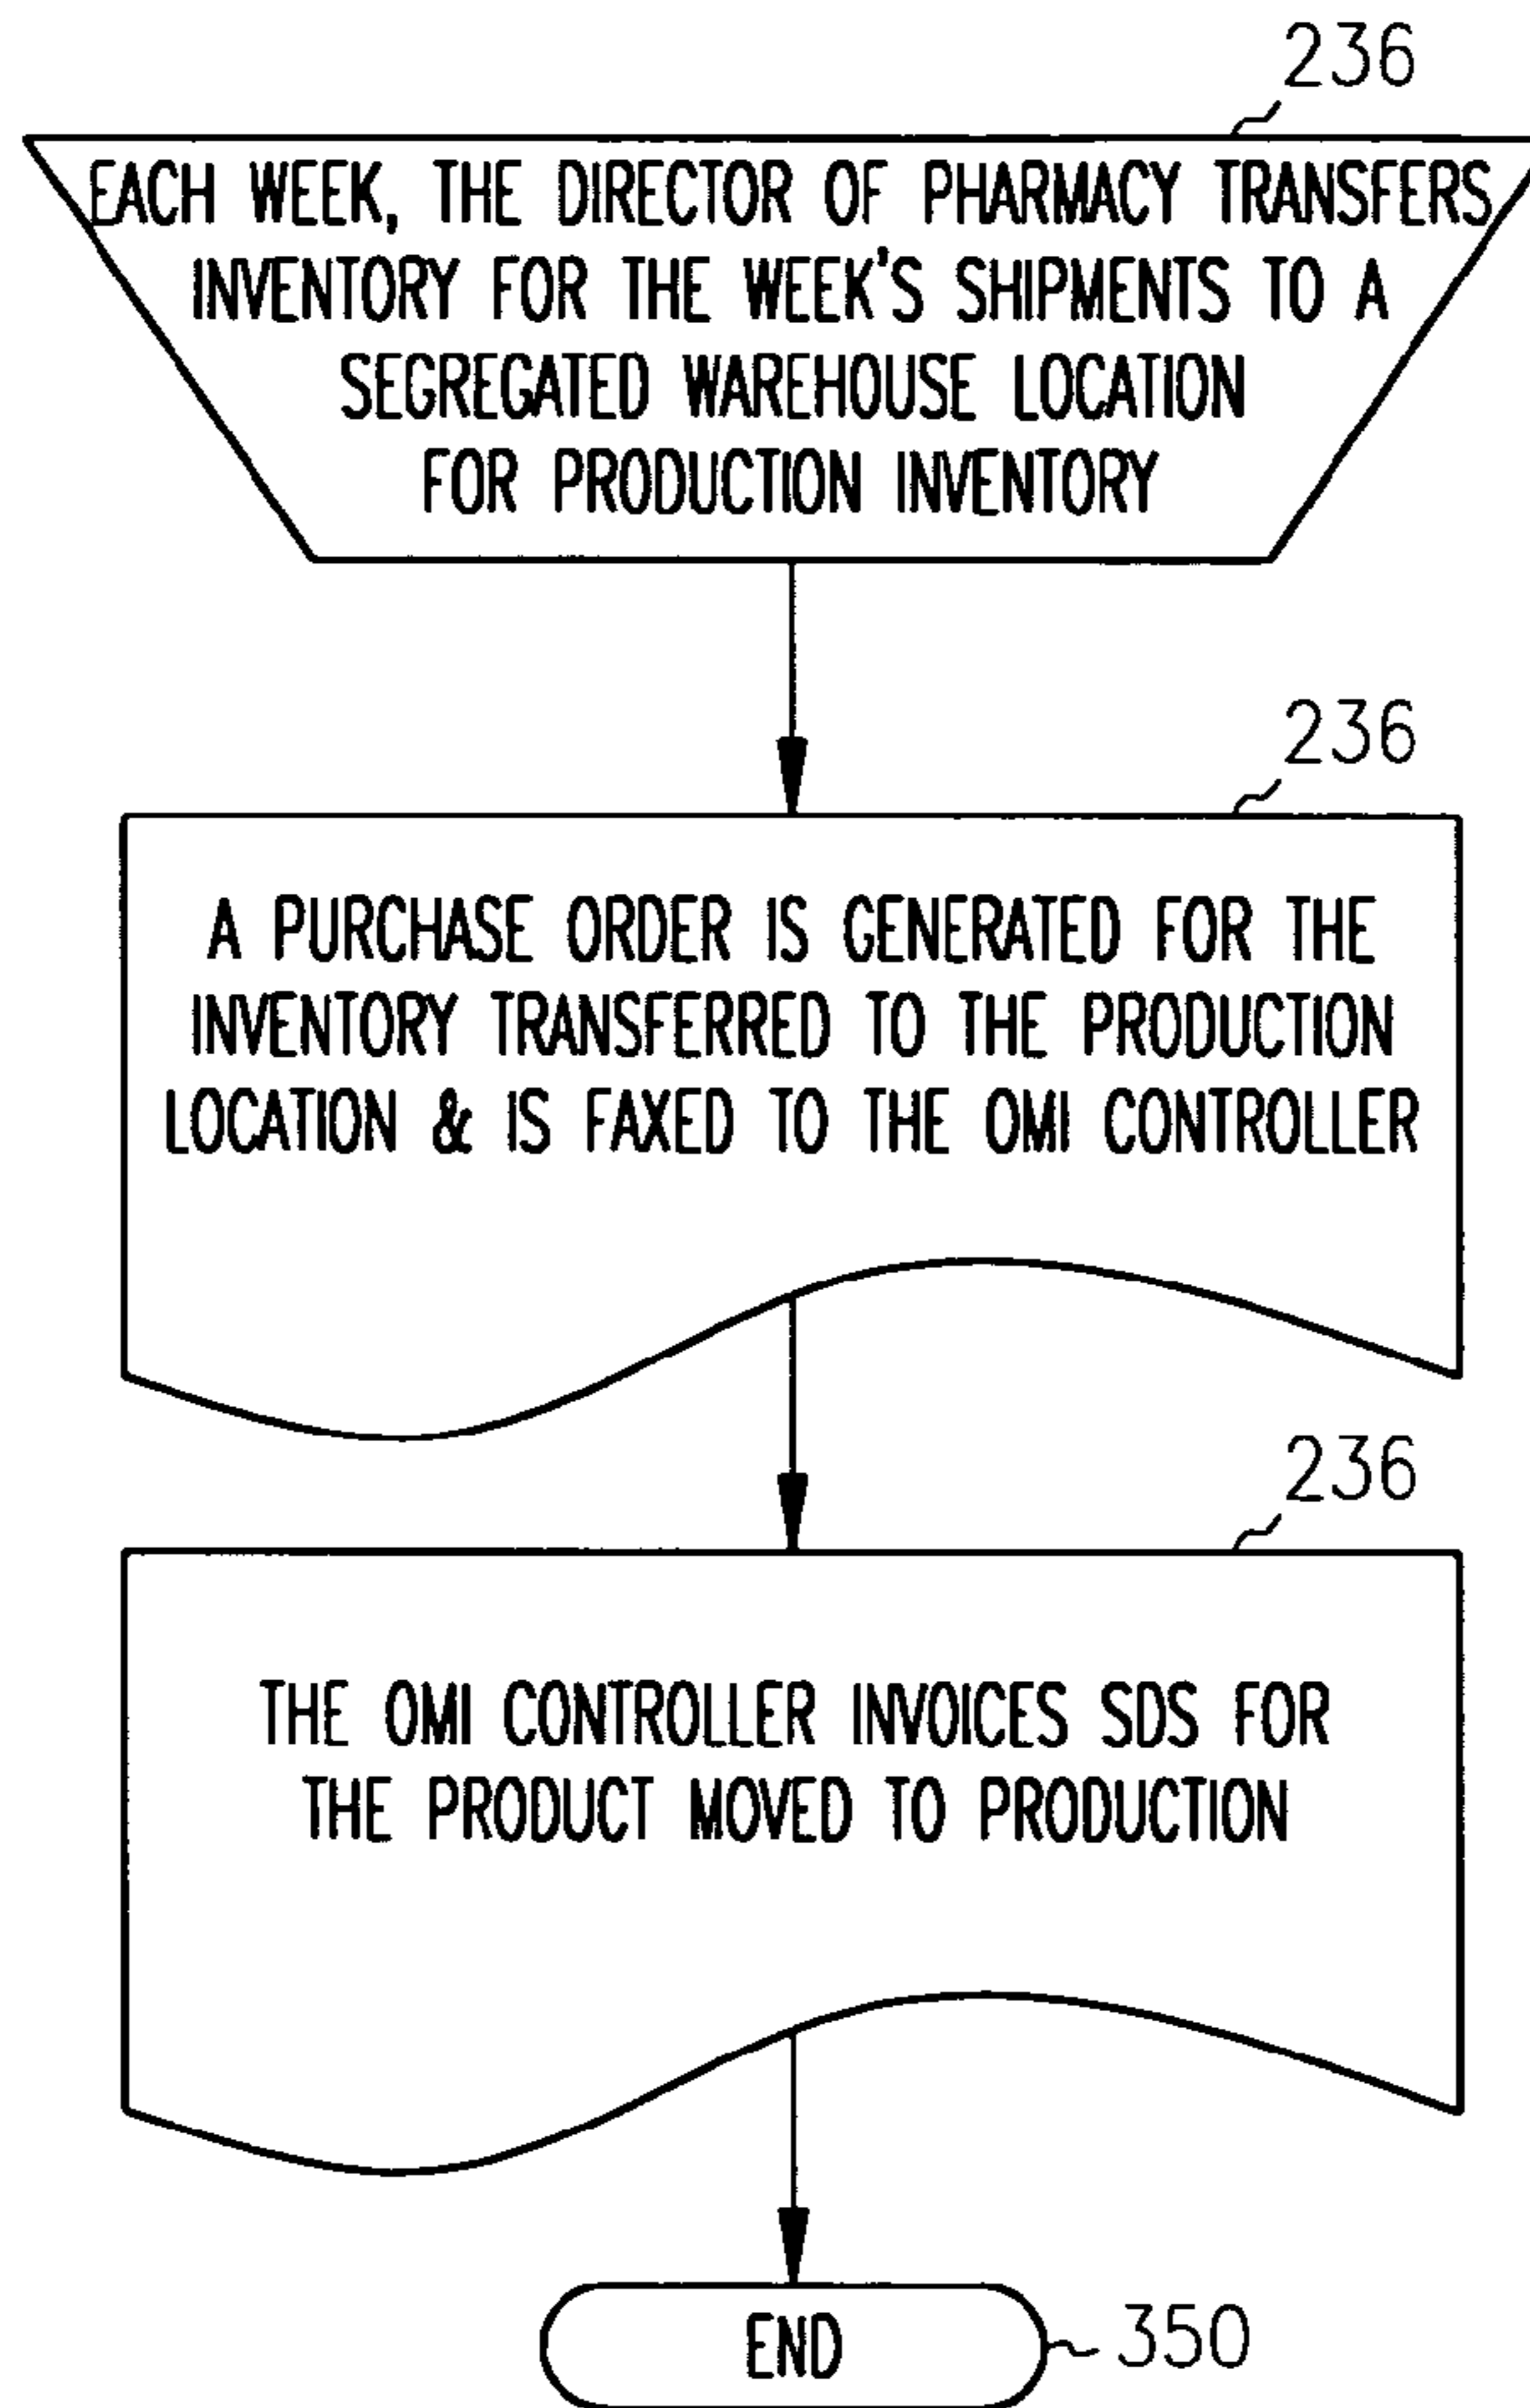 236
EACH WEEK, THE DIRECTOR OF PHARMACY TRANSFERS
INVENTORY FOR THE WEEK'S SHIPMENTS TO A
SEGREGATED WAREHOUSE LOCATION
FOR PRODUCTION INVENTORY
236
A PURCHASE ORDER IS GENERATED FOR THE
INVENTORY TRANSFERRED TO THE PRODUCTION
LOCATION & IS FAXED TO THE OMI CONTROLLER
236
THE OMI CONTROLLER INVOICES SDS FOR
THE PRODUCT MOVED TO PRODUCTION
END 350